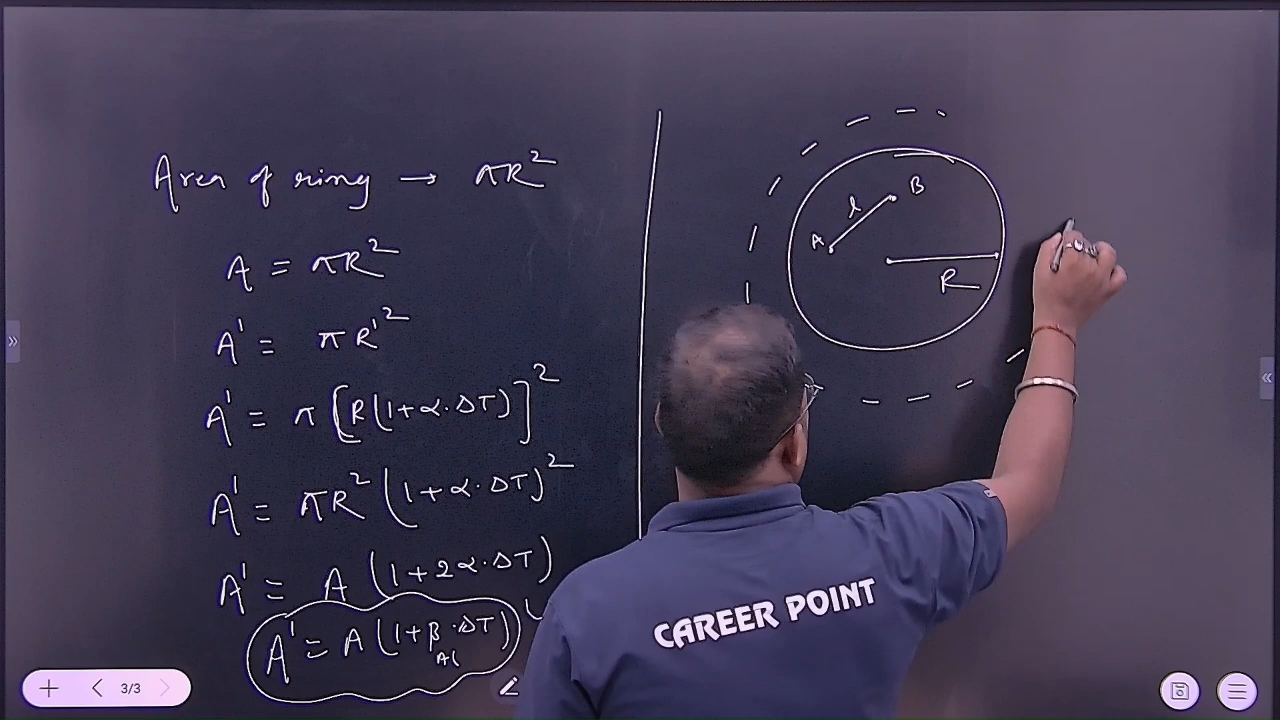 Area of ring → πR²
A = πR²
A' = πR'²
A' = π[R(1+α·ΔT)]²
A' = πR²(1+α·ΔT)²
A' = A(1+2α·ΔT)
A' = A(1+β·ΔT)
Al
B
l
A
R
CAREER POINT
3/3